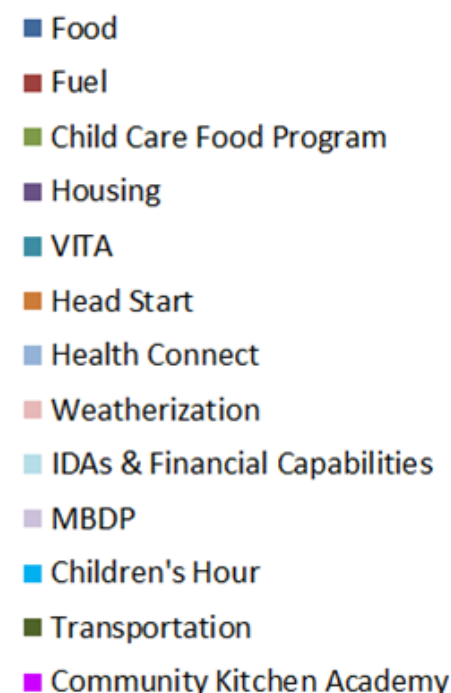 Food
Fuel
Child Care Food Program
Housing
VITA
Head Start
Health Connect
Weatherization
IDAs & Financial Capabilities
MBDP
Children's Hour
Transportation
Community Kitchen Academy